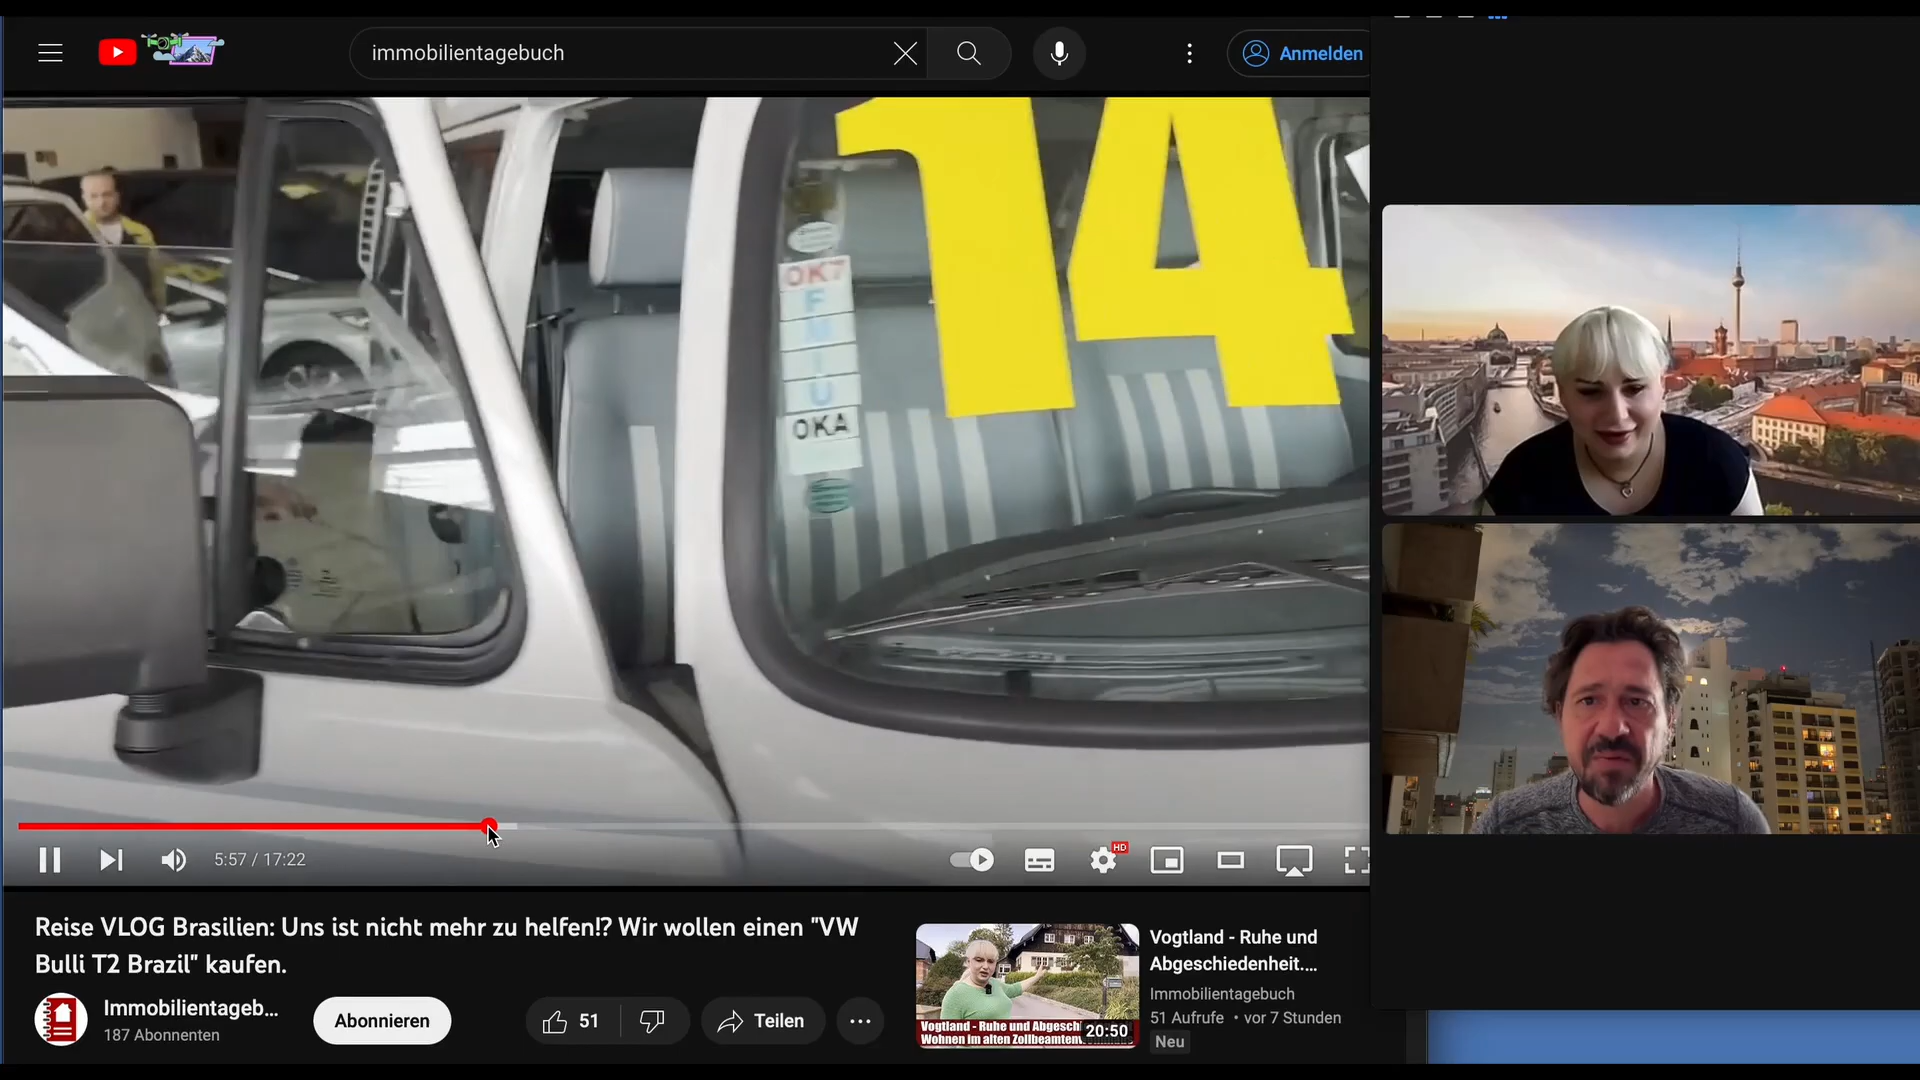 immobilientagebuch
Anmelden
14
OK7
F
U
OKA
5:57 / 17:22
HD
Reise VLOG Brasilien: Uns ist nicht mehr zu helfen!? Wir wollen einen "VW
Bulli T2 Brazil" kaufen.
Immobilientageb...
187 Abonnenten
Abonnieren
51
Teilen
Vogtland - Ruhe und
Abgeschiedenheit....
Immobilientagebuch
51 Aufrufe • vor 7 Stunden
Neu
Vogtland - Ruhe und Abgesch
Wohnen im alten Zollbeamten
20:50